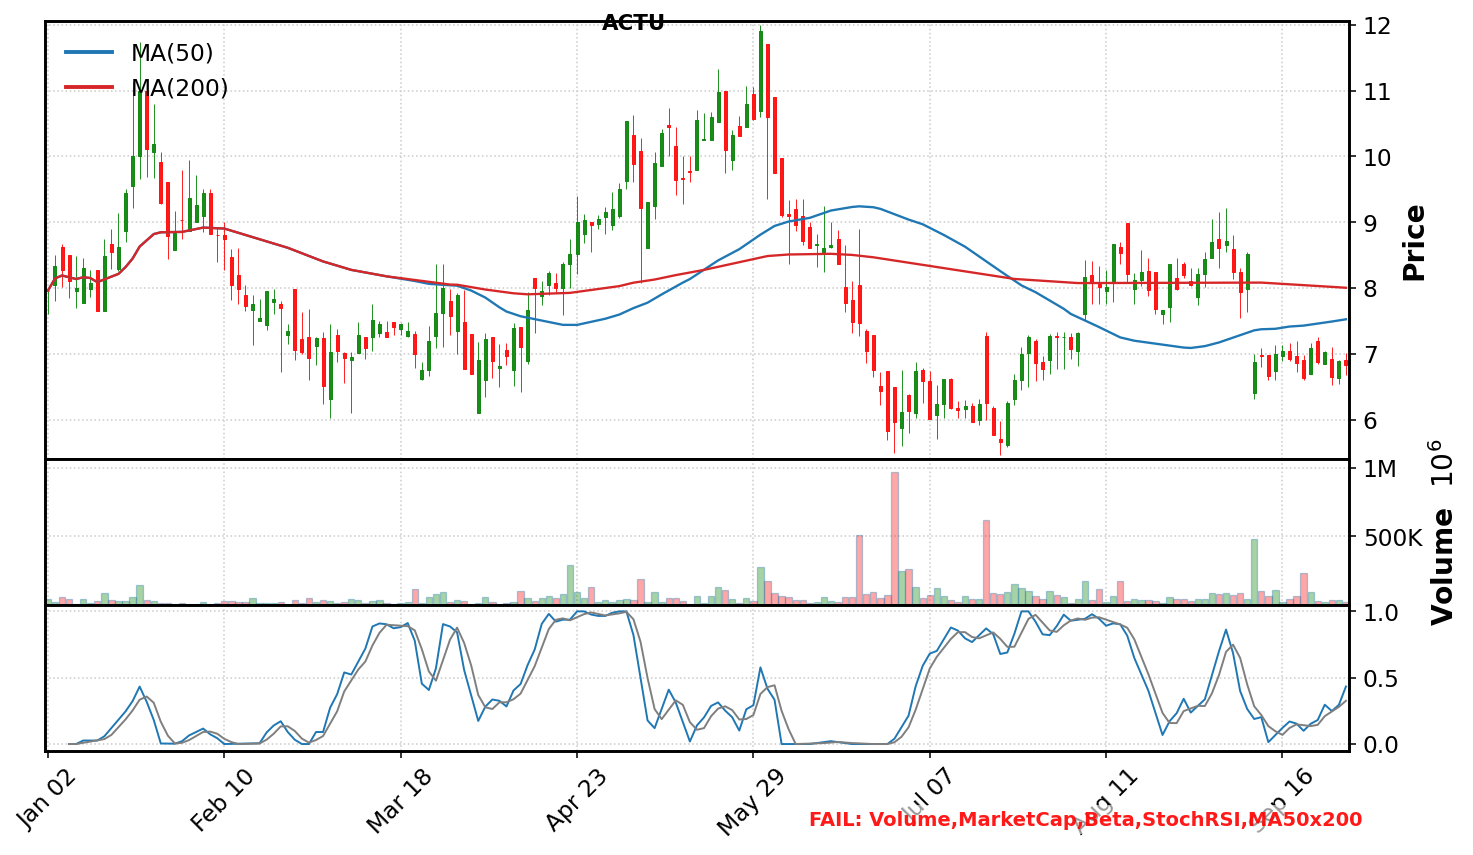 ACTU
MA(50)
MA(200)
12
11
10
9
8
7
6
Price
1M
500K
Volume 10^6
1.0
0.5
0.0
Jan 02
Feb 10
Mar 18
Apr 23
May 29
Jul 07
Aug 11
Sep 16
FAIL: Volume,MarketCap,Beta,StochRSI,MA50x200